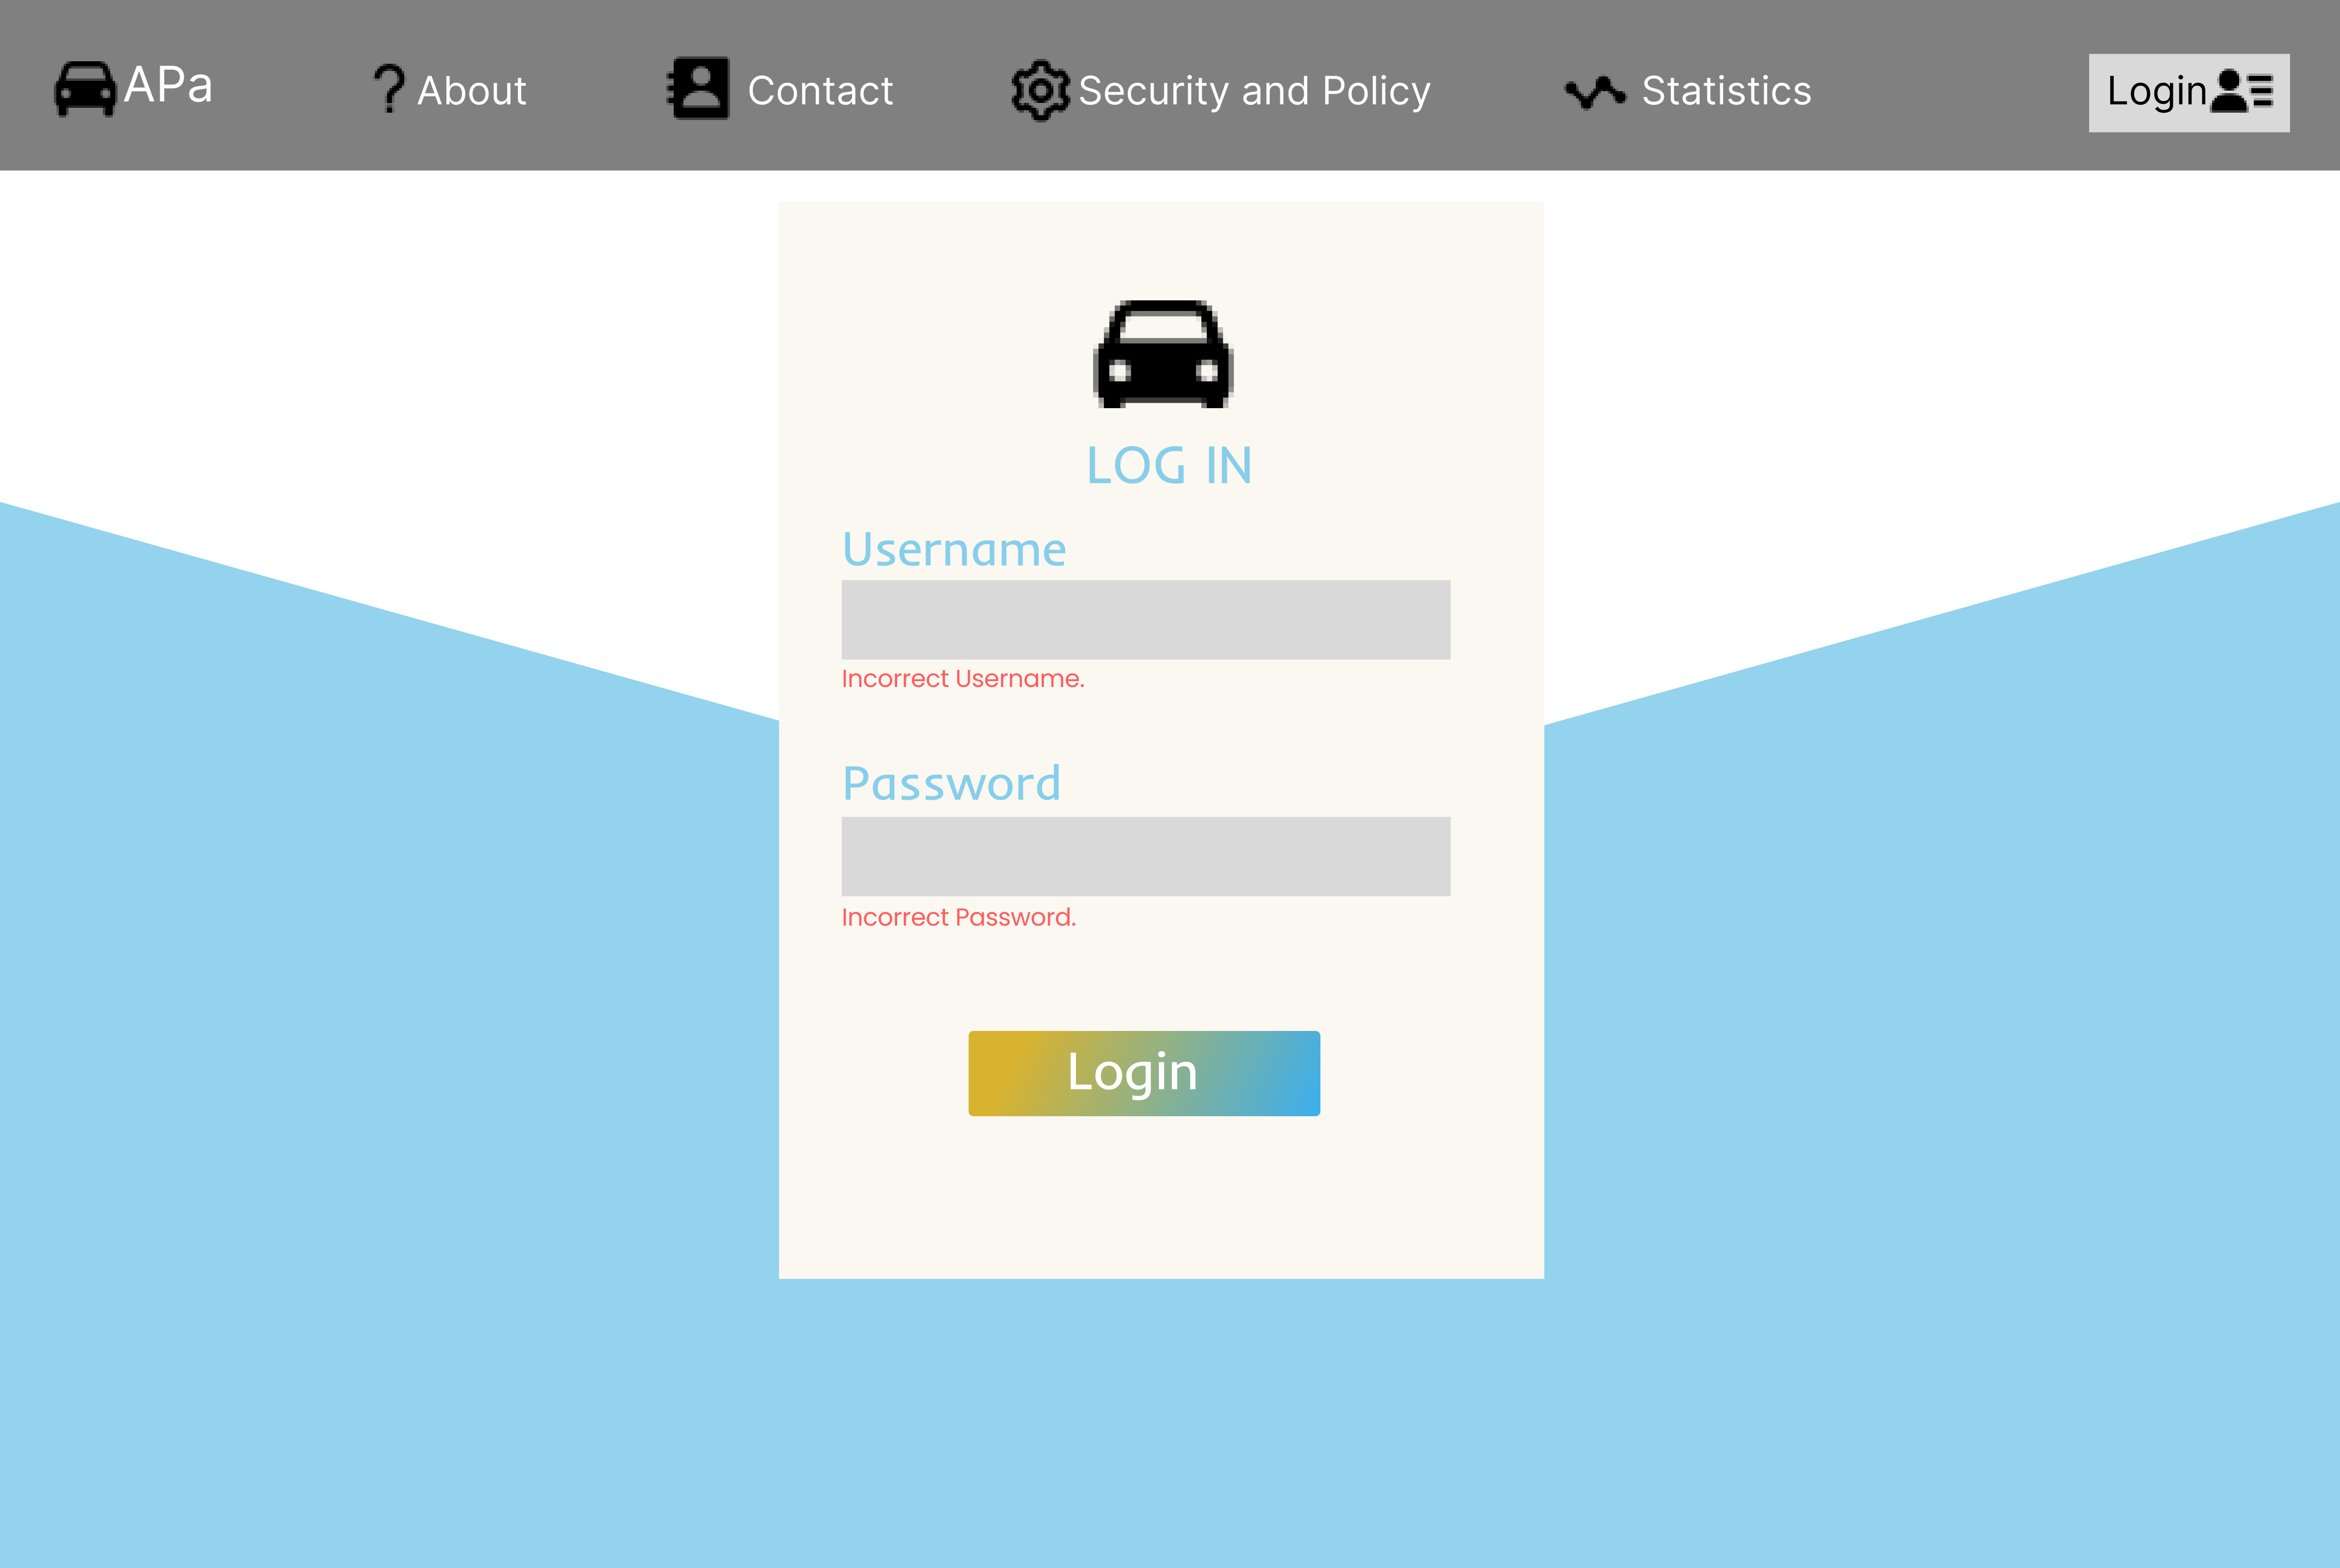 APa
About
Contact
Security and Policy
Statistics
Login
LOG IN
Username
Incorrect Username.
Password
Incorrect Password.
Login